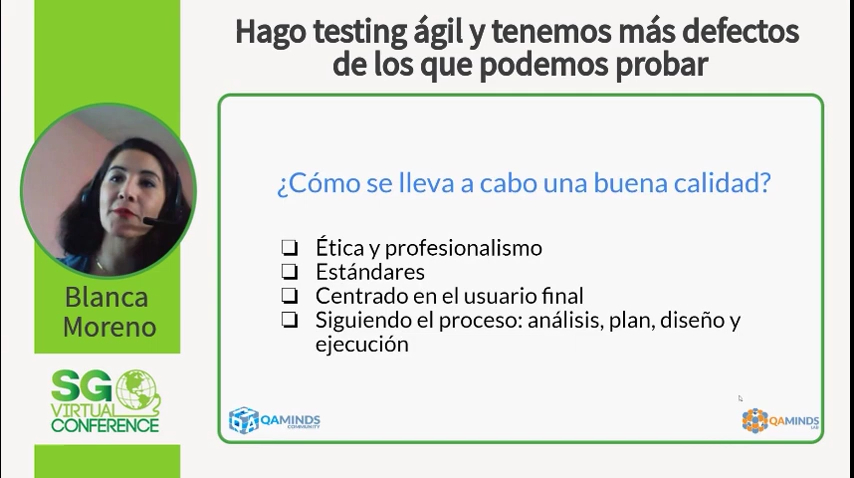 Hago testing ágil y tenemos más defectos
de los que podemos probar
¿Cómo se lleva a cabo una buena calidad?
❏ Ética y profesionalismo
❏ Estándares
❏ Centrado en el usuario final
❏ Siguiendo el proceso: análisis, plan, diseño y
ejecución
Blanca
Moreno
SG
VIRTUAL
CONFERENCE
QAMINDS
COMMUNITY
QAMINDS
LAB